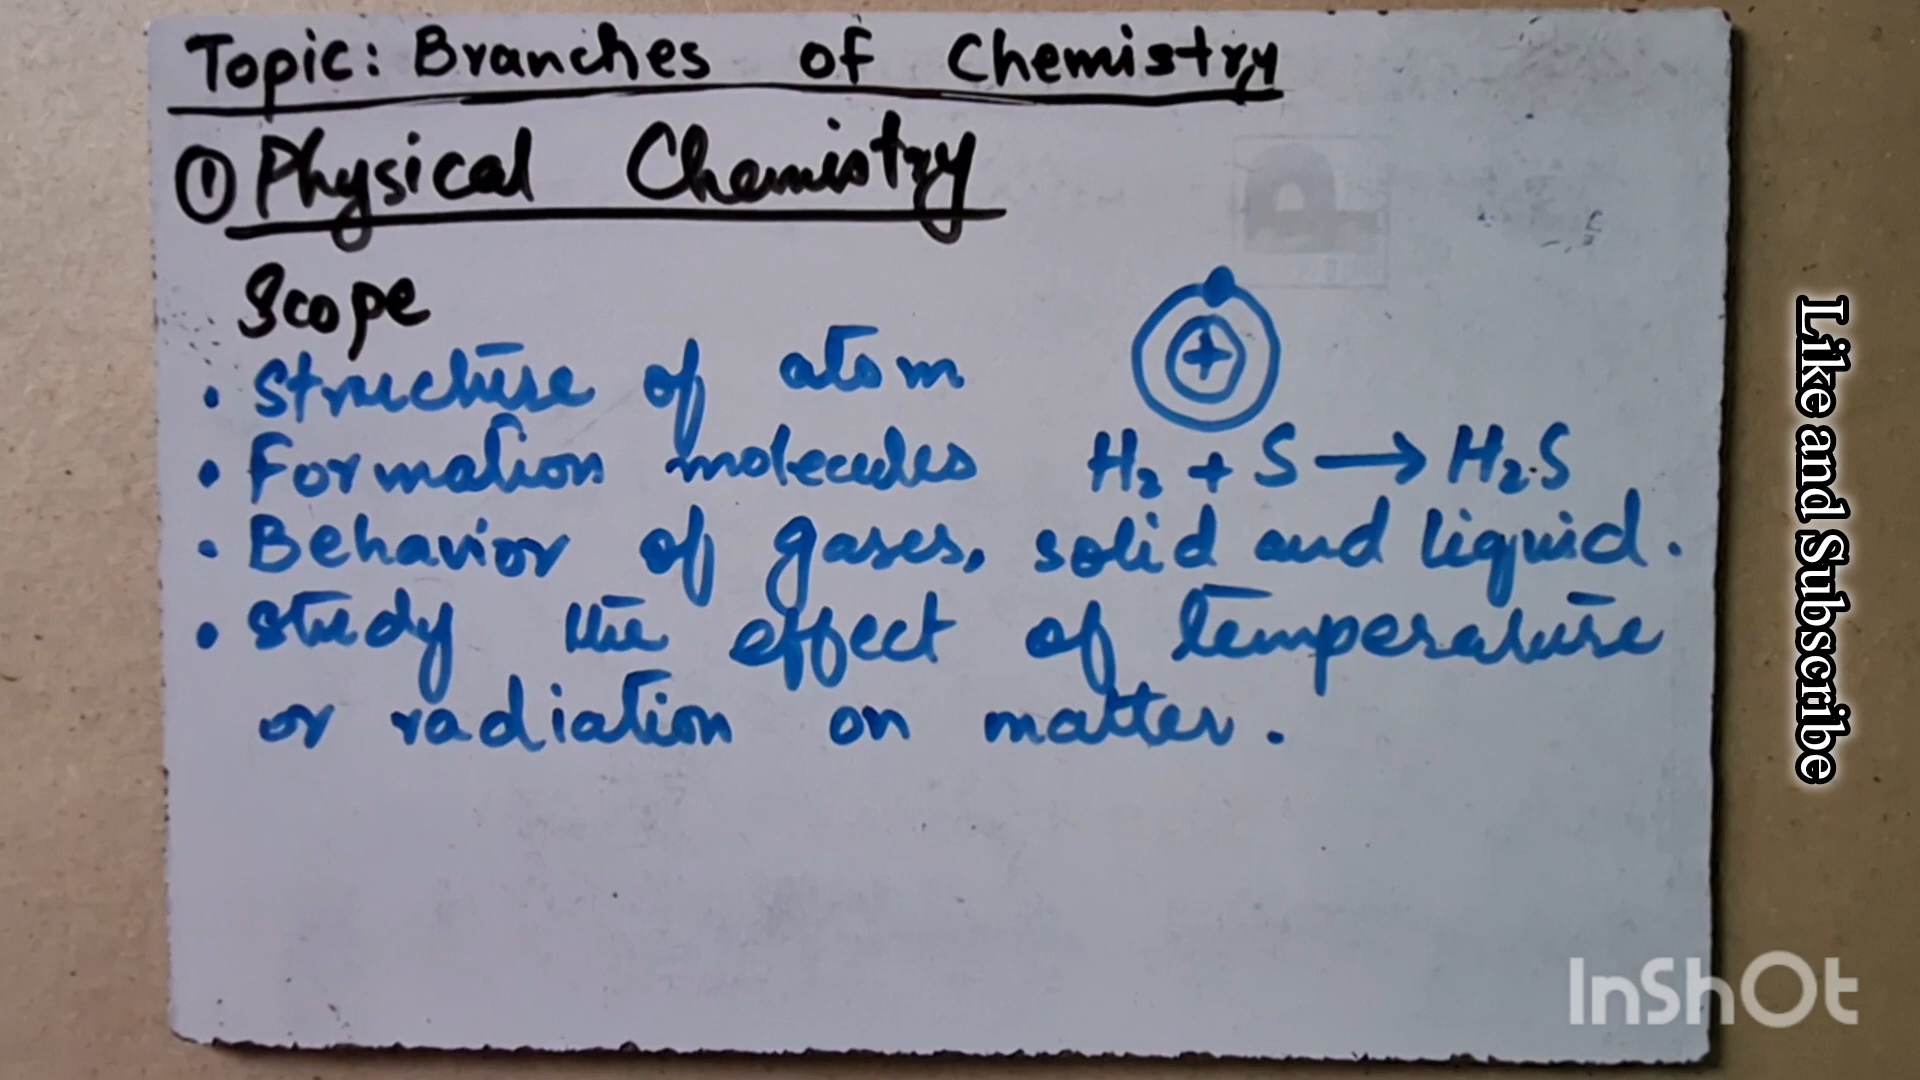 Topic: Branches of Chemistry
① Physical Chemistry
Scope
• Structure of atom
+
• Formation molecules H₂ + S → H₂S
• Behavior of gases, solid and liquid.
• Study the effect of temperature
or radiation on matter.
Like and Subscribe
InShOt